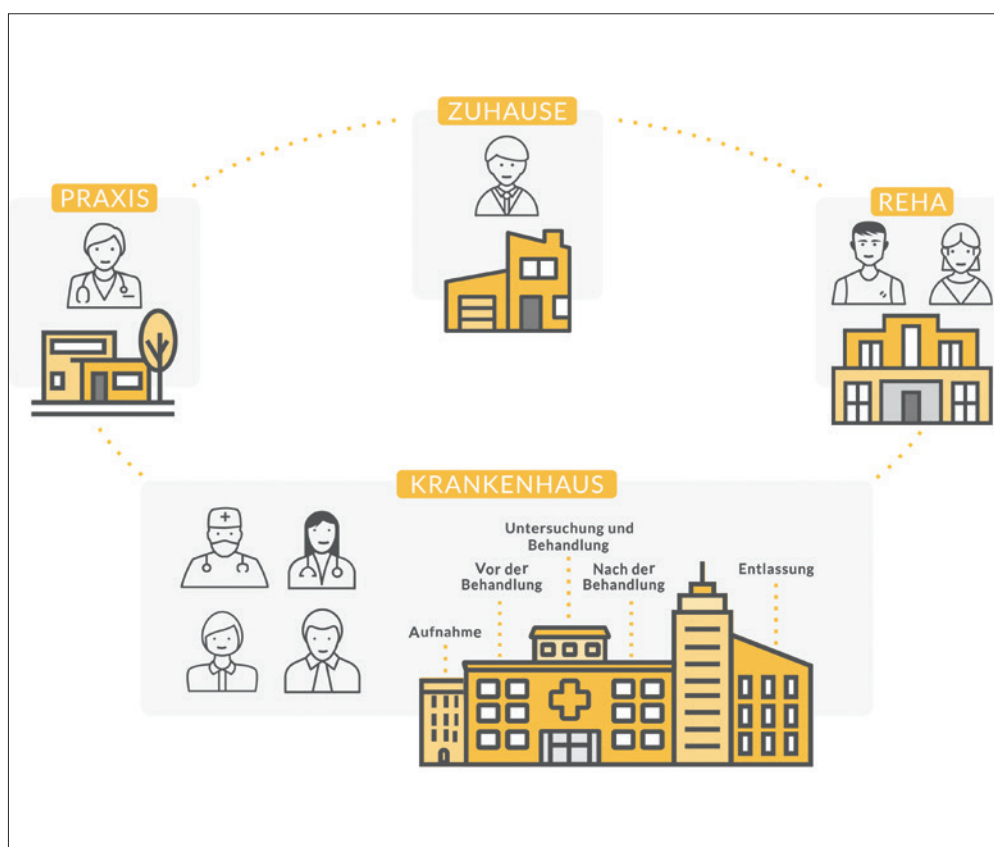 ZUHAUSE
PRAXIS
REHA
KRANKENHAUS
Untersuchung und
Behandlung
Vor der
Behandlung
Nach der
Behandlung
Entlassung
Aufnahme